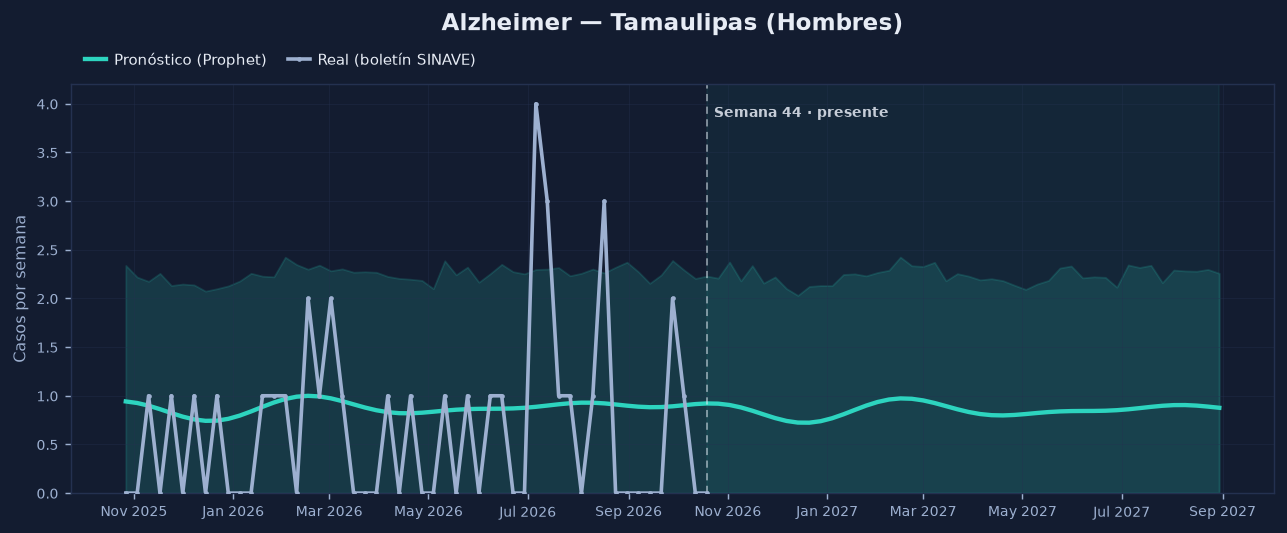 Alzheimer — Tamaulipas (Hombres)
Pronóstico (Prophet)
Real (boletín SINAVE)
Semana 44 · presente
Casos por semana
4.0
3.5
3.0
2.5
2.0
1.5
1.0
0.5
0.0
Nov 2025
Jan 2026
Mar 2026
May 2026
Jul 2026
Sep 2026
Nov 2026
Jan 2027
Mar 2027
May 2027
Jul 2027
Sep 2027